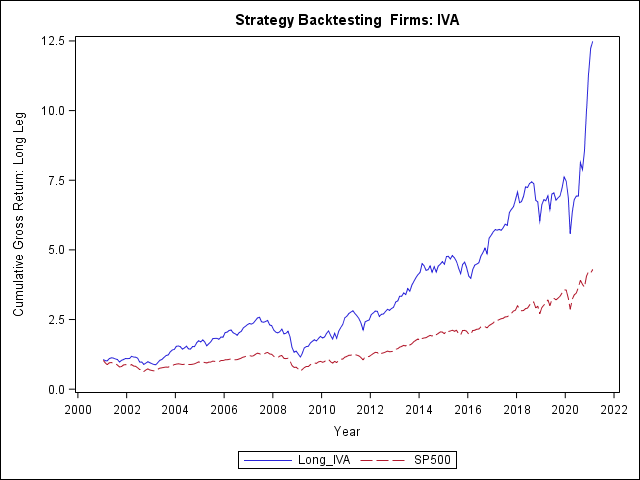 Strategy Backtesting  Firms: IVA
Cumulative Gross Return: Long Leg
12.5
10.0
7.5
5.0
2.5
0.0
2000 2002 2004 2006 2008 2010 2012 2014 2016 2018 2020 2022
Year
Long_IVA SP500